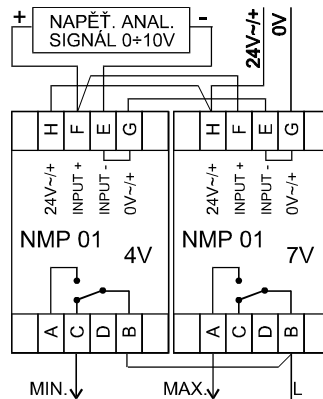 + NAPĚŤ. ANAL. -
SIGNÁL 0÷10V
24V~/+
0V
H F E G
H F E G
24V~/+
INPUT +
INPUT -
0V~/+
24V~/+
INPUT +
INPUT -
0V~/+
NMP 01
4V
NMP 01
7V
A C D B
A C D B
MIN.
MAX.
L